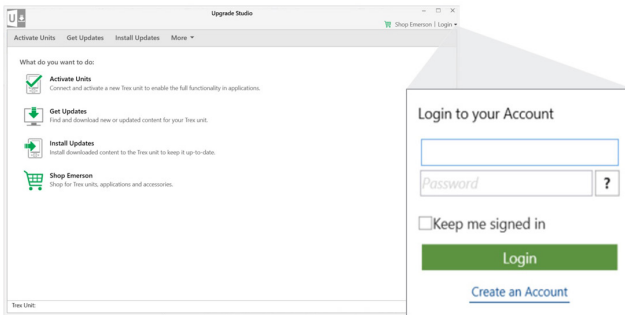 Upgrade Studio
U
Shop Emerson | Login
Activate Units Get Updates Install Updates More
What do you want to do:
Activate Units
Connect and activate a new Trex unit to enable the full functionality in applications.
Get Updates
Find and download new or updated content for your Trex unit.
Install Updates
Install downloaded content to the Trex unit to keep it up-to-date.
Shop Emerson
Shop for Trex units, applications and accessories.
Trex Unit:
Login to your Account
Password ?
Keep me signed in
Login
Create an Account